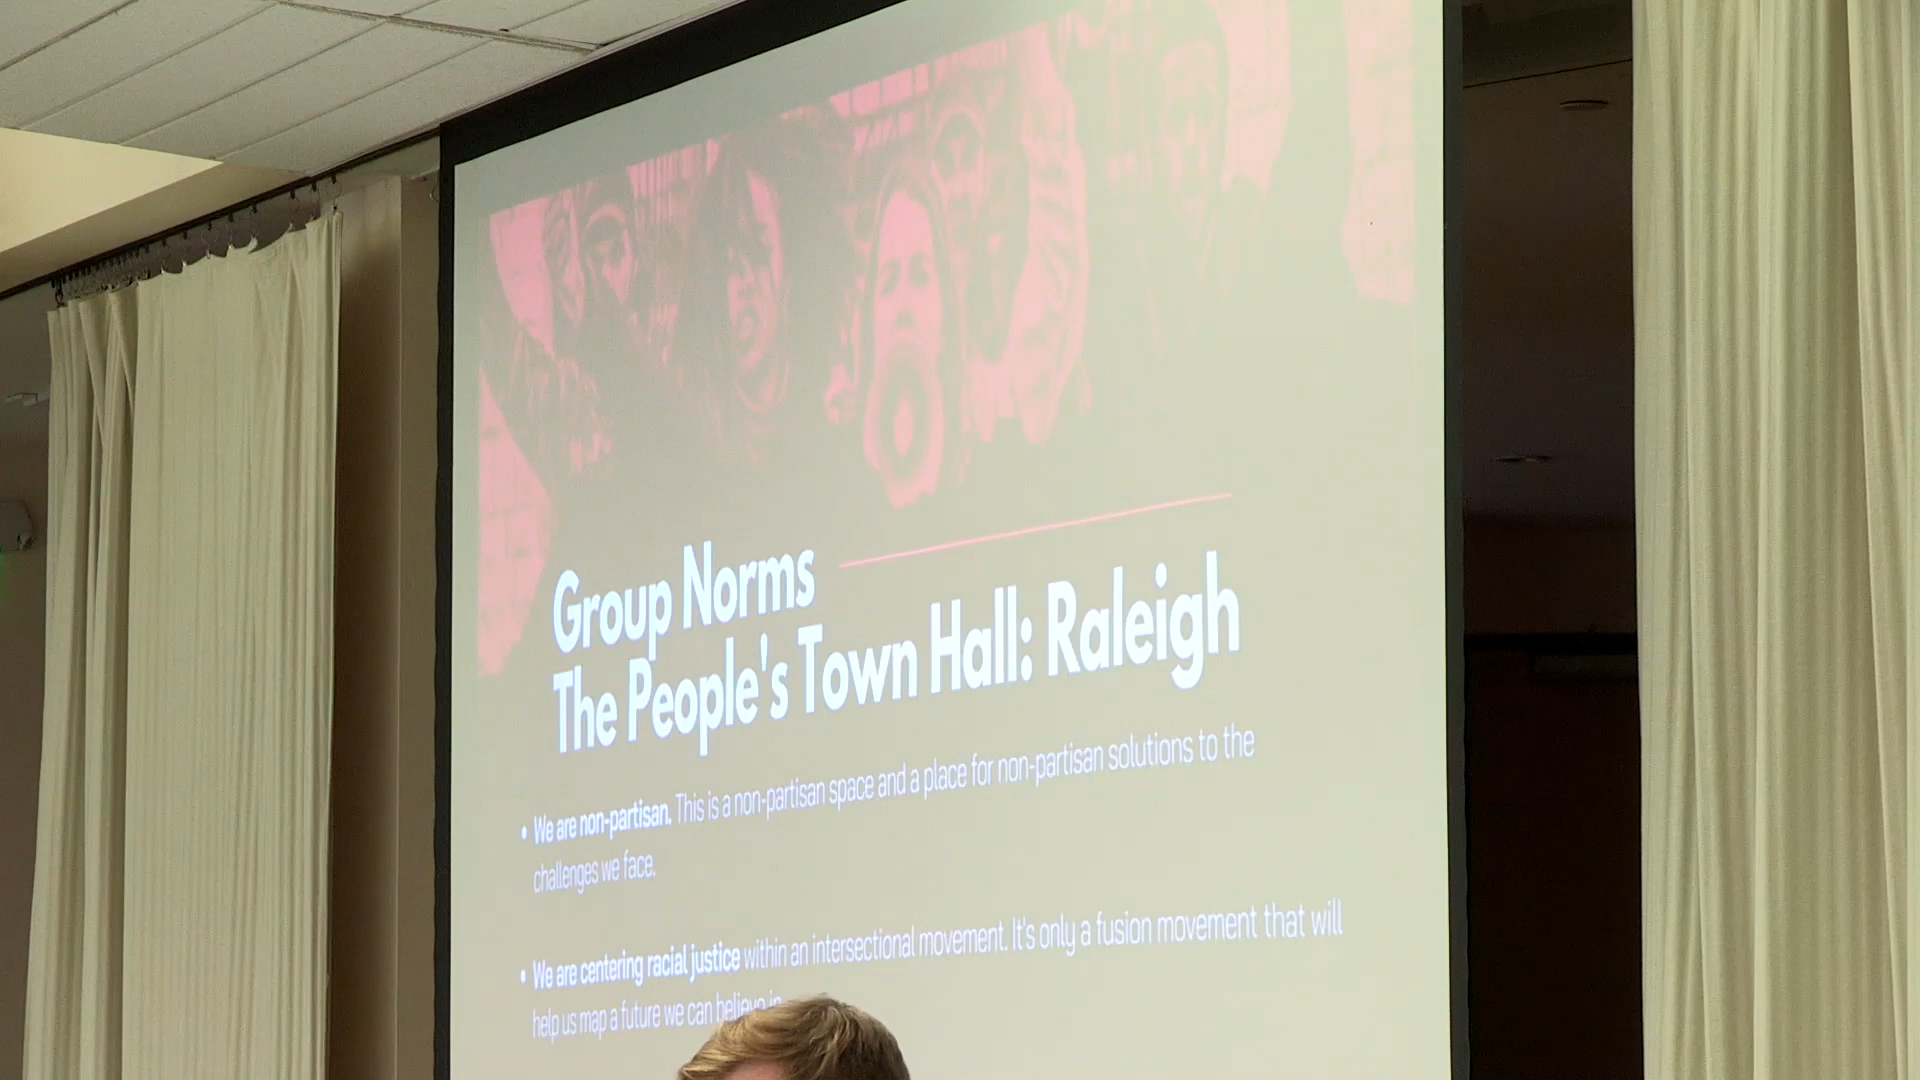 Group Norms
The People's Town Hall: Raleigh
• We are non-partisan. This is a non-partisan space and a place for non-partisan solutions to the
challenges we face.
• We are centering racial justice within an intersectional movement. It's only a fusion movement that will
help us map a future we can believe in